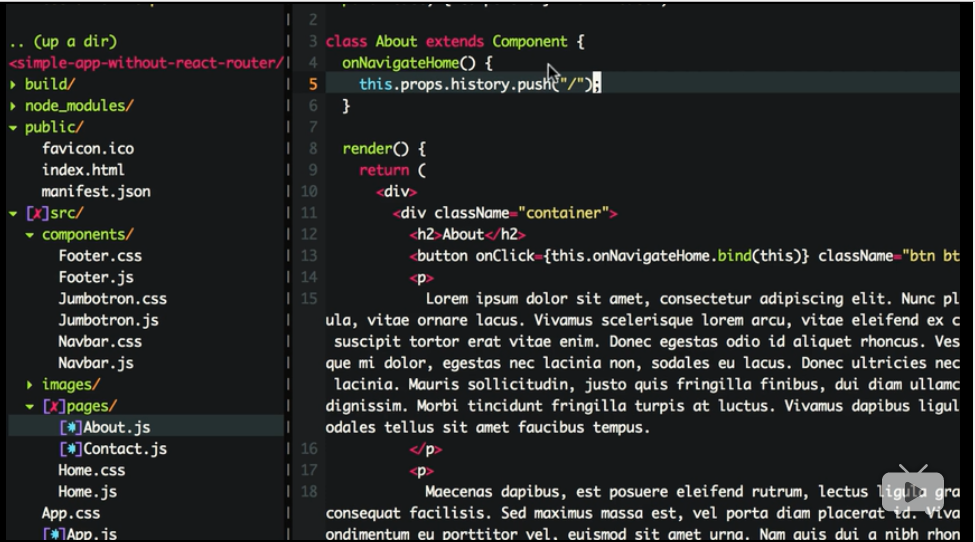 .. (up a dir)
<simple-app-without-react-router/
▸ build/
▸ node_modules/
▾ public/
favicon.ico
index.html
manifest.json
▾ [✗]src/
▾ components/
Footer.css
Footer.js
Jumbotron.css
Jumbotron.js
Navbar.css
Navbar.js
▸ images/
▾ [✗]pages/
[✹]About.js
[✹]Contact.js
Home.css
Home.js
App.css
[✹]App.js
2
3 class About extends Component {
4 onNavigateHome() {
5 this.props.history.push("/");
6 }
7
8 render() {
9 return (
10 <div>
11 <div className="container">
12 <h2>About</h2>
13 <button onClick={this.onNavigateHome.bind(this)} className="btn bt
14 <p>
15 Lorem ipsum dolor sit amet, consectetur adipiscing elit. Nunc pl
ula, vitae ornare lacus. Vivamus scelerisque lorem arcu, vitae eleifend ex c
suscipit tortor erat vitae enim. Donec egestas odio id aliquet rhoncus. Ves
que mi dolor, egestas nec lacinia non, sodales eu lacus. Donec ultricies nec
lacinia. Mauris sollicitudin, justo quis fringilla finibus, dui diam ullamc
dignissim. Morbi tincidunt fringilla turpis at luctus. Vivamus dapibus ligul
odales tellus sit amet faucibus tempus.
16 </p>
17 <p>
18 Maecenas dapibus, est posuere eleifend rutrum, lectus ligula gra
consequat facilisis. Sed maximus massa est, vel porta diam placerat id. Viva
ondimentum eu porttitor vel, euismod sit amet urna. Nam quis dui a nibh rhon